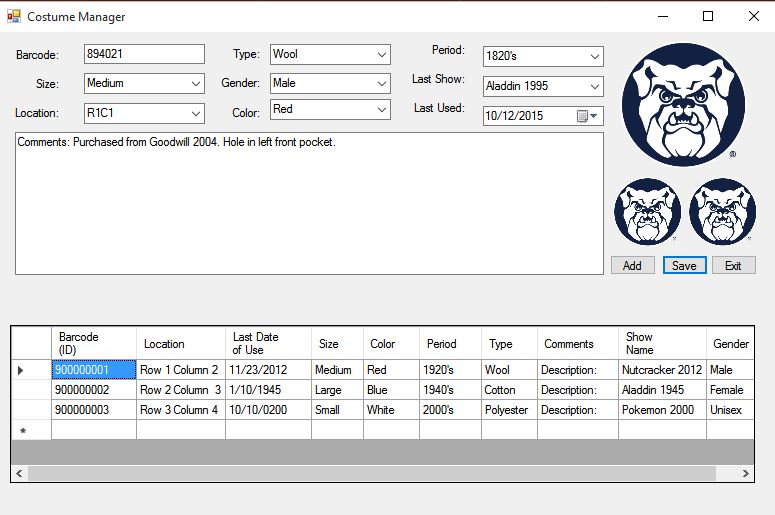 Costume Manager
Barcode: 894021 Type: Wool Period: 1820's
Size: Medium Gender: Male Last Show: Aladdin 1995
Location: R1C1 Color: Red Last Used: 10/12/2015
Comments: Purchased from Goodwill 2004. Hole in left front pocket.
®
Add Save Exit
Barcode (ID) Location Last Date of Use Size Color Period Type Comments Show Name Gender
900000001 Row 1 Column 2 11/23/2012 Medium Red 1920's Wool Description: Nutcracker 2012 Male
900000002 Row 2 Column 3 1/10/1945 Large Blue 1940's Cotton Description: Aladdin 1945 Female
900000003 Row 3 Column 4 10/10/0200 Small White 2000's Polyester Description: Pokemon 2000 Unisex
*